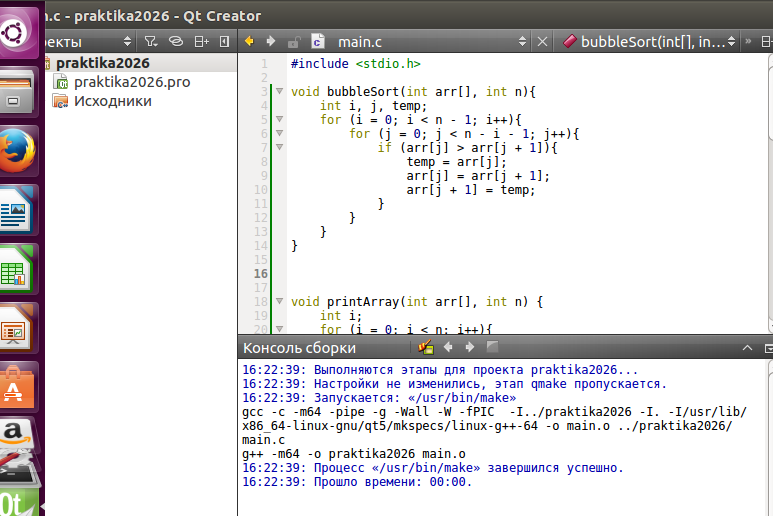 n.c - praktika2026 - Qt Creator
екты
main.c
bubbleSort(int[], in...
praktika2026
praktika2026.pro
Исходники
1 #include <stdio.h>
2
3 void bubbleSort(int arr[], int n){
4 int i, j, temp;
5 for (i = 0; i < n - 1; i++){
6 for (j = 0; j < n - i - 1; j++){
7 if (arr[j] > arr[j + 1]){
8 temp = arr[j];
9 arr[j] = arr[j + 1];
10 arr[j + 1] = temp;
11 }
12 }
13 }
14 }
15
16
17
18 void printArray(int arr[], int n) {
19 int i;
20 for (i = 0; i < n; i++){
Консоль сборки
16:22:39: Выполняются этапы для проекта praktika2026...
16:22:39: Настройки не изменились, этап qmake пропускается.
16:22:39: Запускается: «/usr/bin/make»
gcc -c -m64 -pipe -g -Wall -W -fPIC -I../praktika2026 -I. -I/usr/lib/
x86_64-linux-gnu/qt5/mkspecs/linux-g++-64 -o main.o ../praktika2026/
main.c
g++ -m64 -o praktika2026 main.o
16:22:39: Процесс «/usr/bin/make» завершился успешно.
16:22:39: Прошло времени: 00:00.
Qt